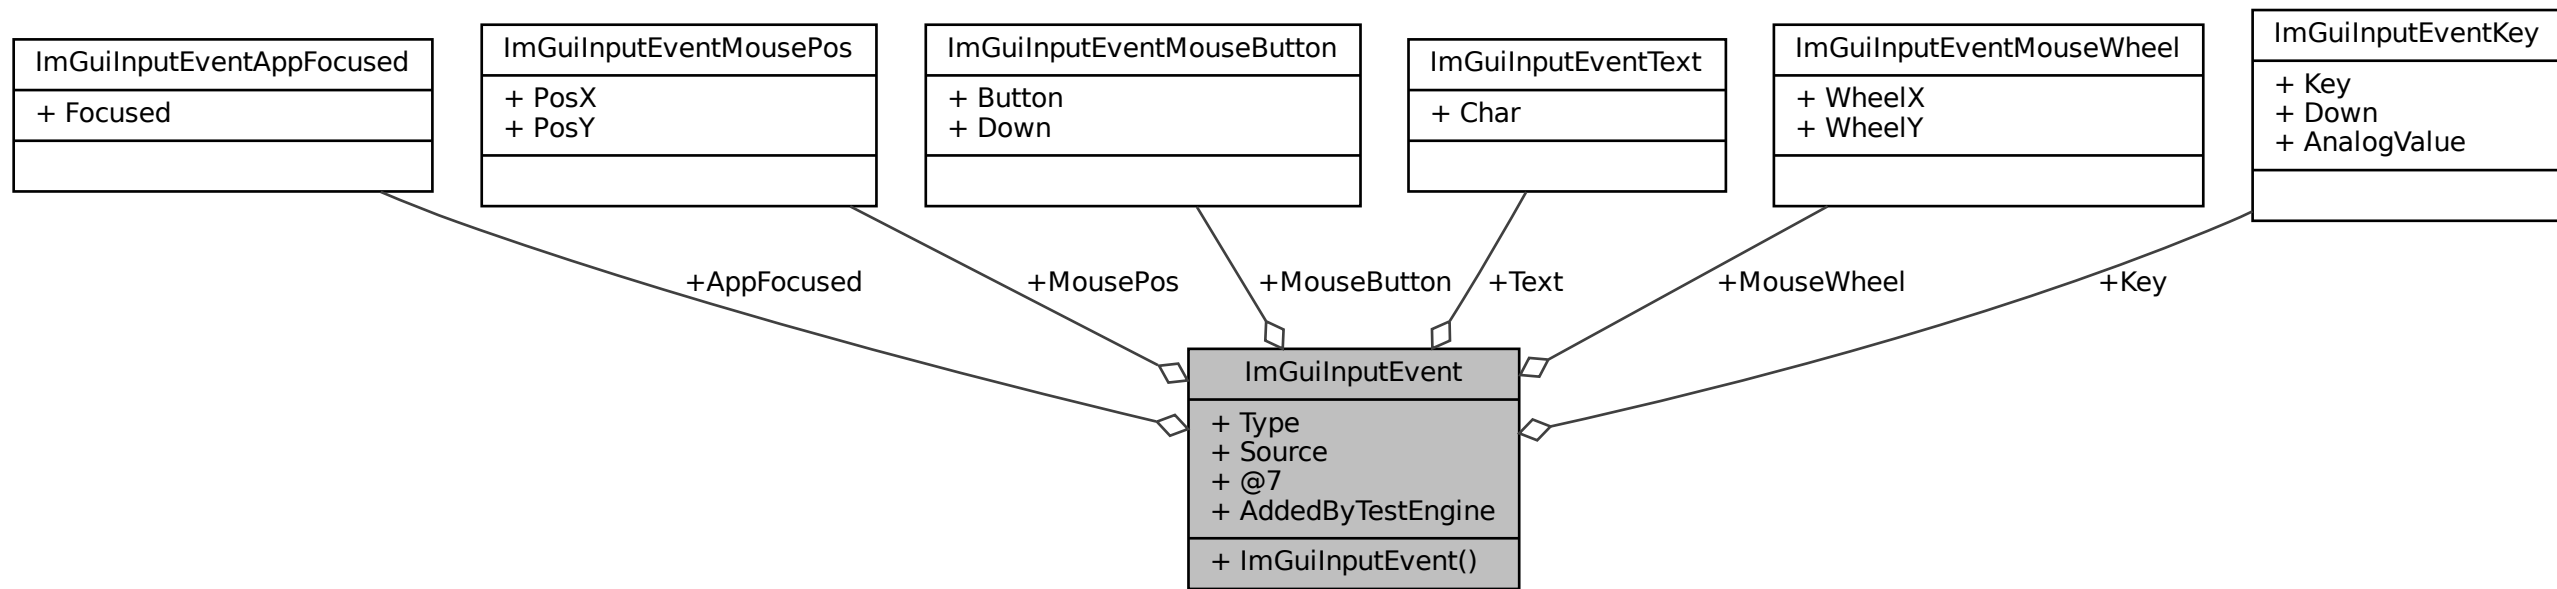 ImGuiInputEventAppFocused
+ Focused
ImGuiInputEventMousePos
+ PosX
+ PosY
ImGuiInputEventMouseButton
+ Button
+ Down
ImGuiInputEventText
+ Char
ImGuiInputEventMouseWheel
+ WheelX
+ WheelY
ImGuiInputEventKey
+ Key
+ Down
+ AnalogValue
+AppFocused
+MousePos
+MouseButton
+Text
+MouseWheel
+Key
ImGuiInputEvent
+ Type
+ Source
+ @7
+ AddedByTestEngine
+ ImGuiInputEvent()